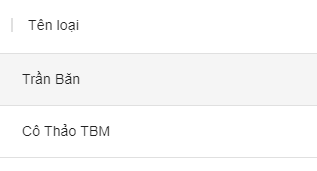 Tên loại
Trần Băn
Cô Thảo TBM